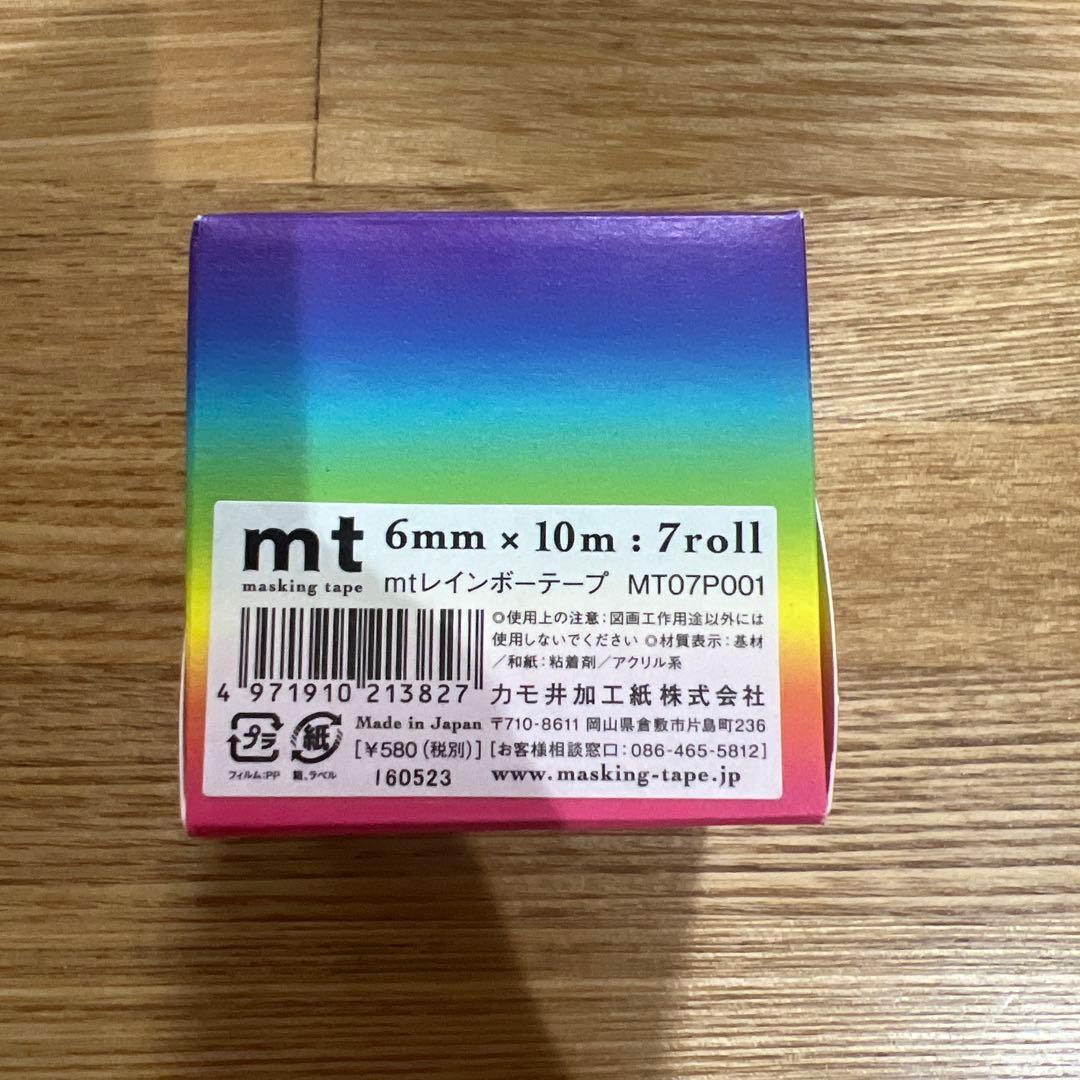 mt 6mm × 10m : 7roll
masking tape mtレインボーテープ MT07P001
◎使用上の注意:図画工作用途以外には
使用しないでください ◎材質表示:基材
/和紙:粘着剤/アクリル系
4 971910 213827
カモ井加工紙株式会社
プラ 紙 Made in Japan 〒710-8611 岡山県倉敷市片島町236
[¥580(税別)] [お客様相談窓口:086-465-5812]
フィルム:PP 箱、ラベル 160523 www.masking-tape.jp